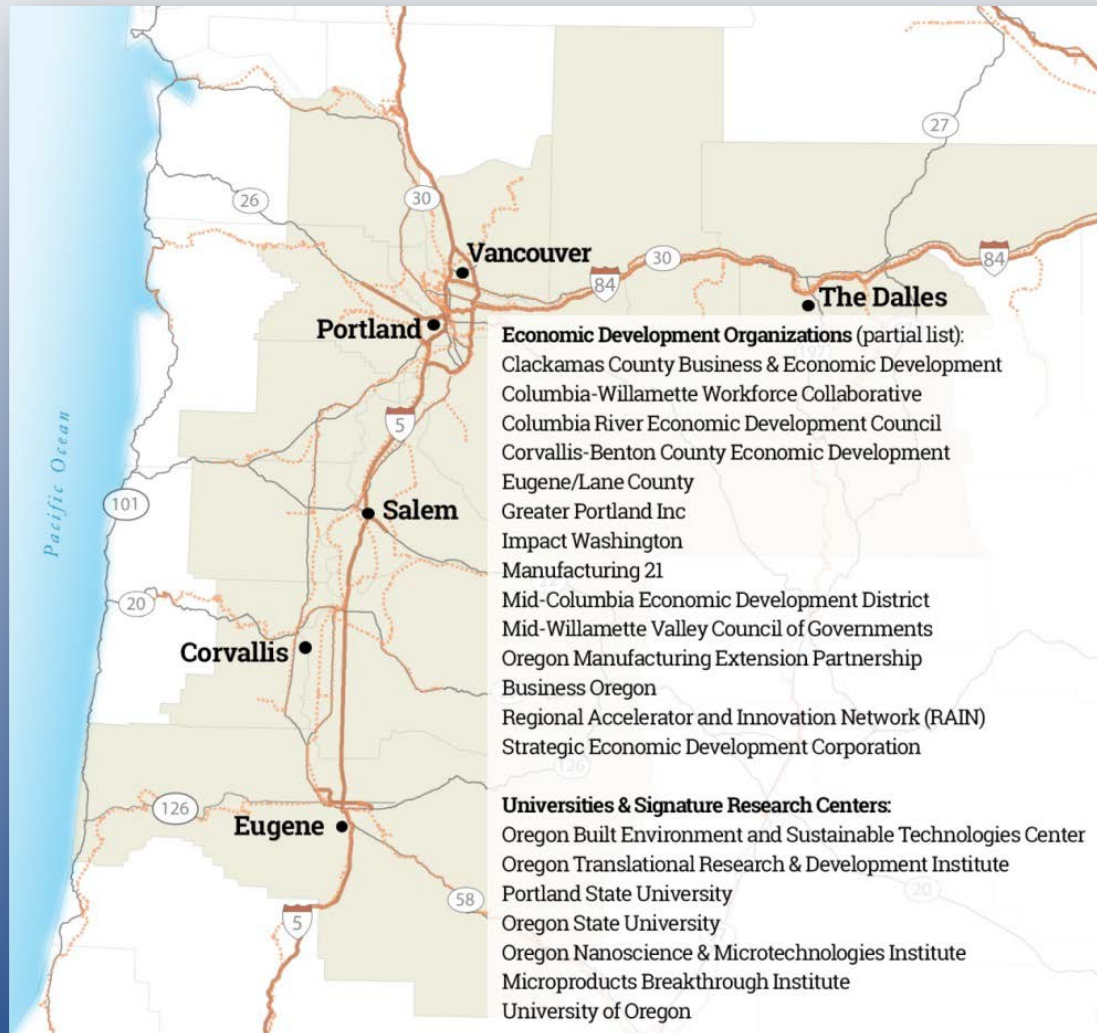 27
26
30
Vancouver
30
84
84
The Dalles
Portland
Economic Development Organizations (partial list):
197
Clackamas County Business & Economic Development
Columbia-Willamette Workforce Collaborative
5
Columbia River Economic Development Council
Corvallis-Benton County Economic Development
Pacific Ocean
Eugene/Lane County
101
Salem
Greater Portland Inc
Impact Washington
Manufacturing 21
20
Mid-Columbia Economic Development District
Mid-Willamette Valley Council of Governments
Corvallis
Oregon Manufacturing Extension Partnership
Business Oregon
Regional Accelerator and Innovation Network (RAIN)
Strategic Economic Development Corporation
126
126
Universities & Signature Research Centers:
Eugene
Oregon Built Environment and Sustainable Technologies Center
Oregon Translational Research & Development Institute
58
20
Portland State University
5
Oregon State University
Oregon Nanoscience & Microtechnologies Institute
Microproducts Breakthrough Institute
University of Oregon